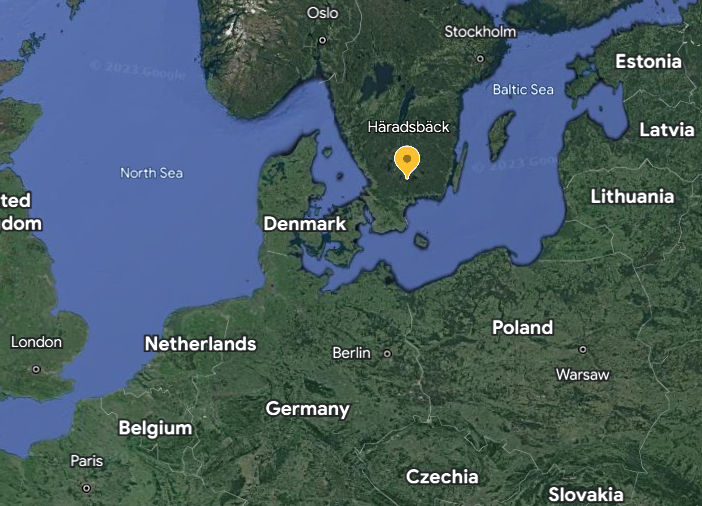 Oslo
Stockholm
Estonia
© 2023 Google
Baltic Sea
Häradsbäck
Latvia
© 2023 Goo
North Sea
ted
dom
Lithuania
Denmark
London
Netherlands
Berlin
Poland
Warsaw
Germany
Belgium
Paris
Czechia
Slovakia